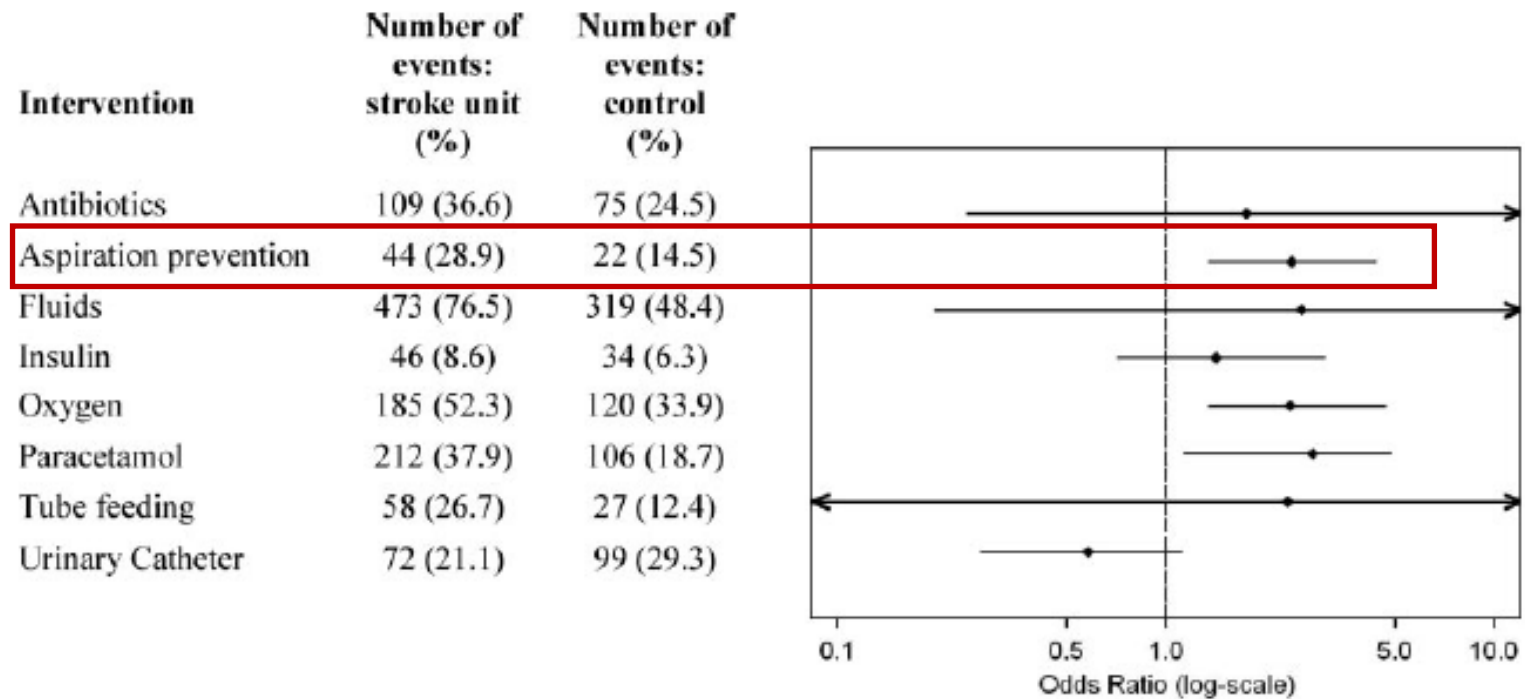 Intervention
Number of
events:
stroke unit
(%)
Number of
events:
control
(%)
Antibiotics 109 (36.6) 75 (24.5)
Aspiration prevention 44 (28.9) 22 (14.5)
Fluids 473 (76.5) 319 (48.4)
Insulin 46 (8.6) 34 (6.3)
Oxygen 185 (52.3) 120 (33.9)
Paracetamol 212 (37.9) 106 (18.7)
Tube feeding 58 (26.7) 27 (12.4)
Urinary Catheter 72 (21.1) 99 (29.3)
0.1 0.5 1.0 5.0 10.0
Odds Ratio (log-scale)